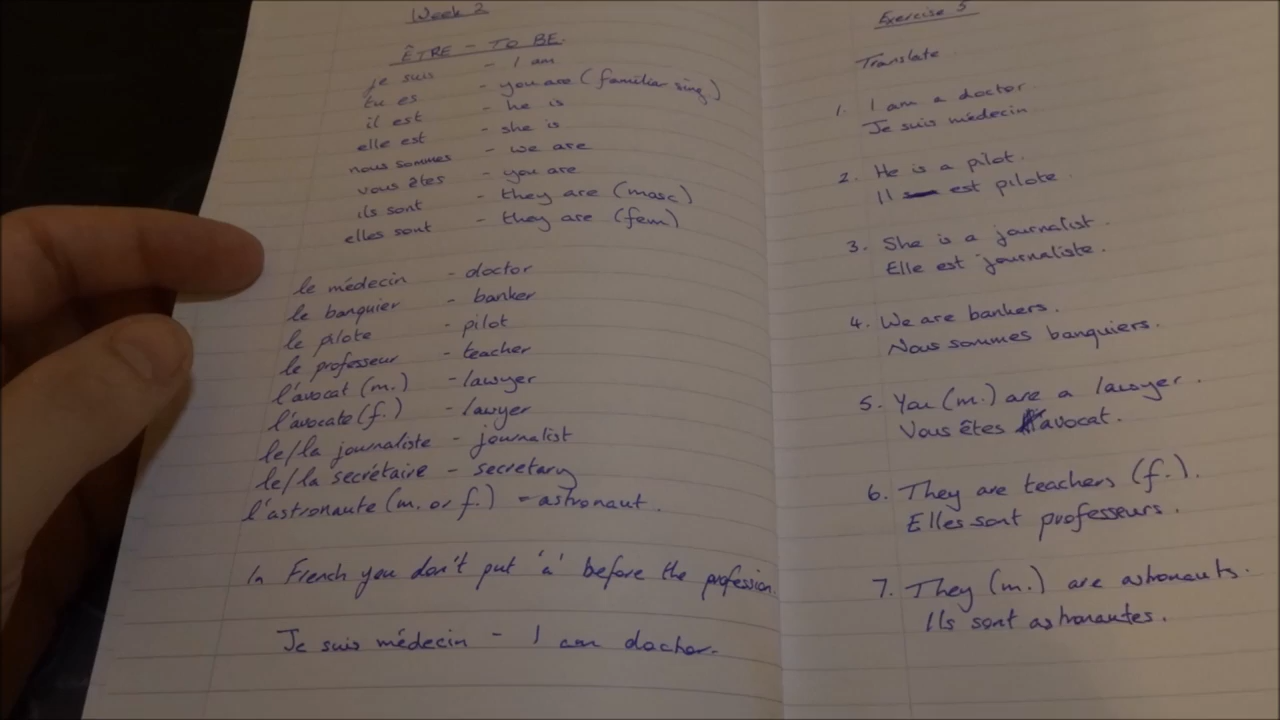 Week 2
ÊTRE - TO BE
je suis - I am
tu es - you are (familiar sing)
il est - he is
elle est - she is
nous sommes - we are
vous êtes - you are
ils sont - they are (masc)
elles sont - they are (fem)
le médecin - doctor
le banquier - banker
le pilote - pilot
le professeur - teacher
l'avocat (m.) - lawyer
l'avocate (f.) - lawyer
le/la journaliste - journalist
le/la secrétaire - secretary
l'astronaute (m. or f.) - astronaut.
In French you don't put 'a' before the profession.
Je suis médecin - I am doctor.
Exercise 5
Translate
1. I am a doctor.
Je suis médecin
2. He is a pilot.
Il est pilote.
3. She is a journalist.
Elle est journaliste.
4. We are bankers.
Nous sommes banquiers.
5. You (m.) are a lawyer.
Vous êtes avocat.
6. They are teachers (f.).
Elles sont professeurs.
7. They (m.) are astronauts.
Ils sont astronautes.